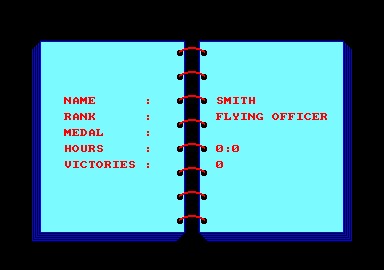 NAME : SMITH
RANK : FLYING OFFICER
MEDAL :
HOURS : 0:0
VICTORIES : 0